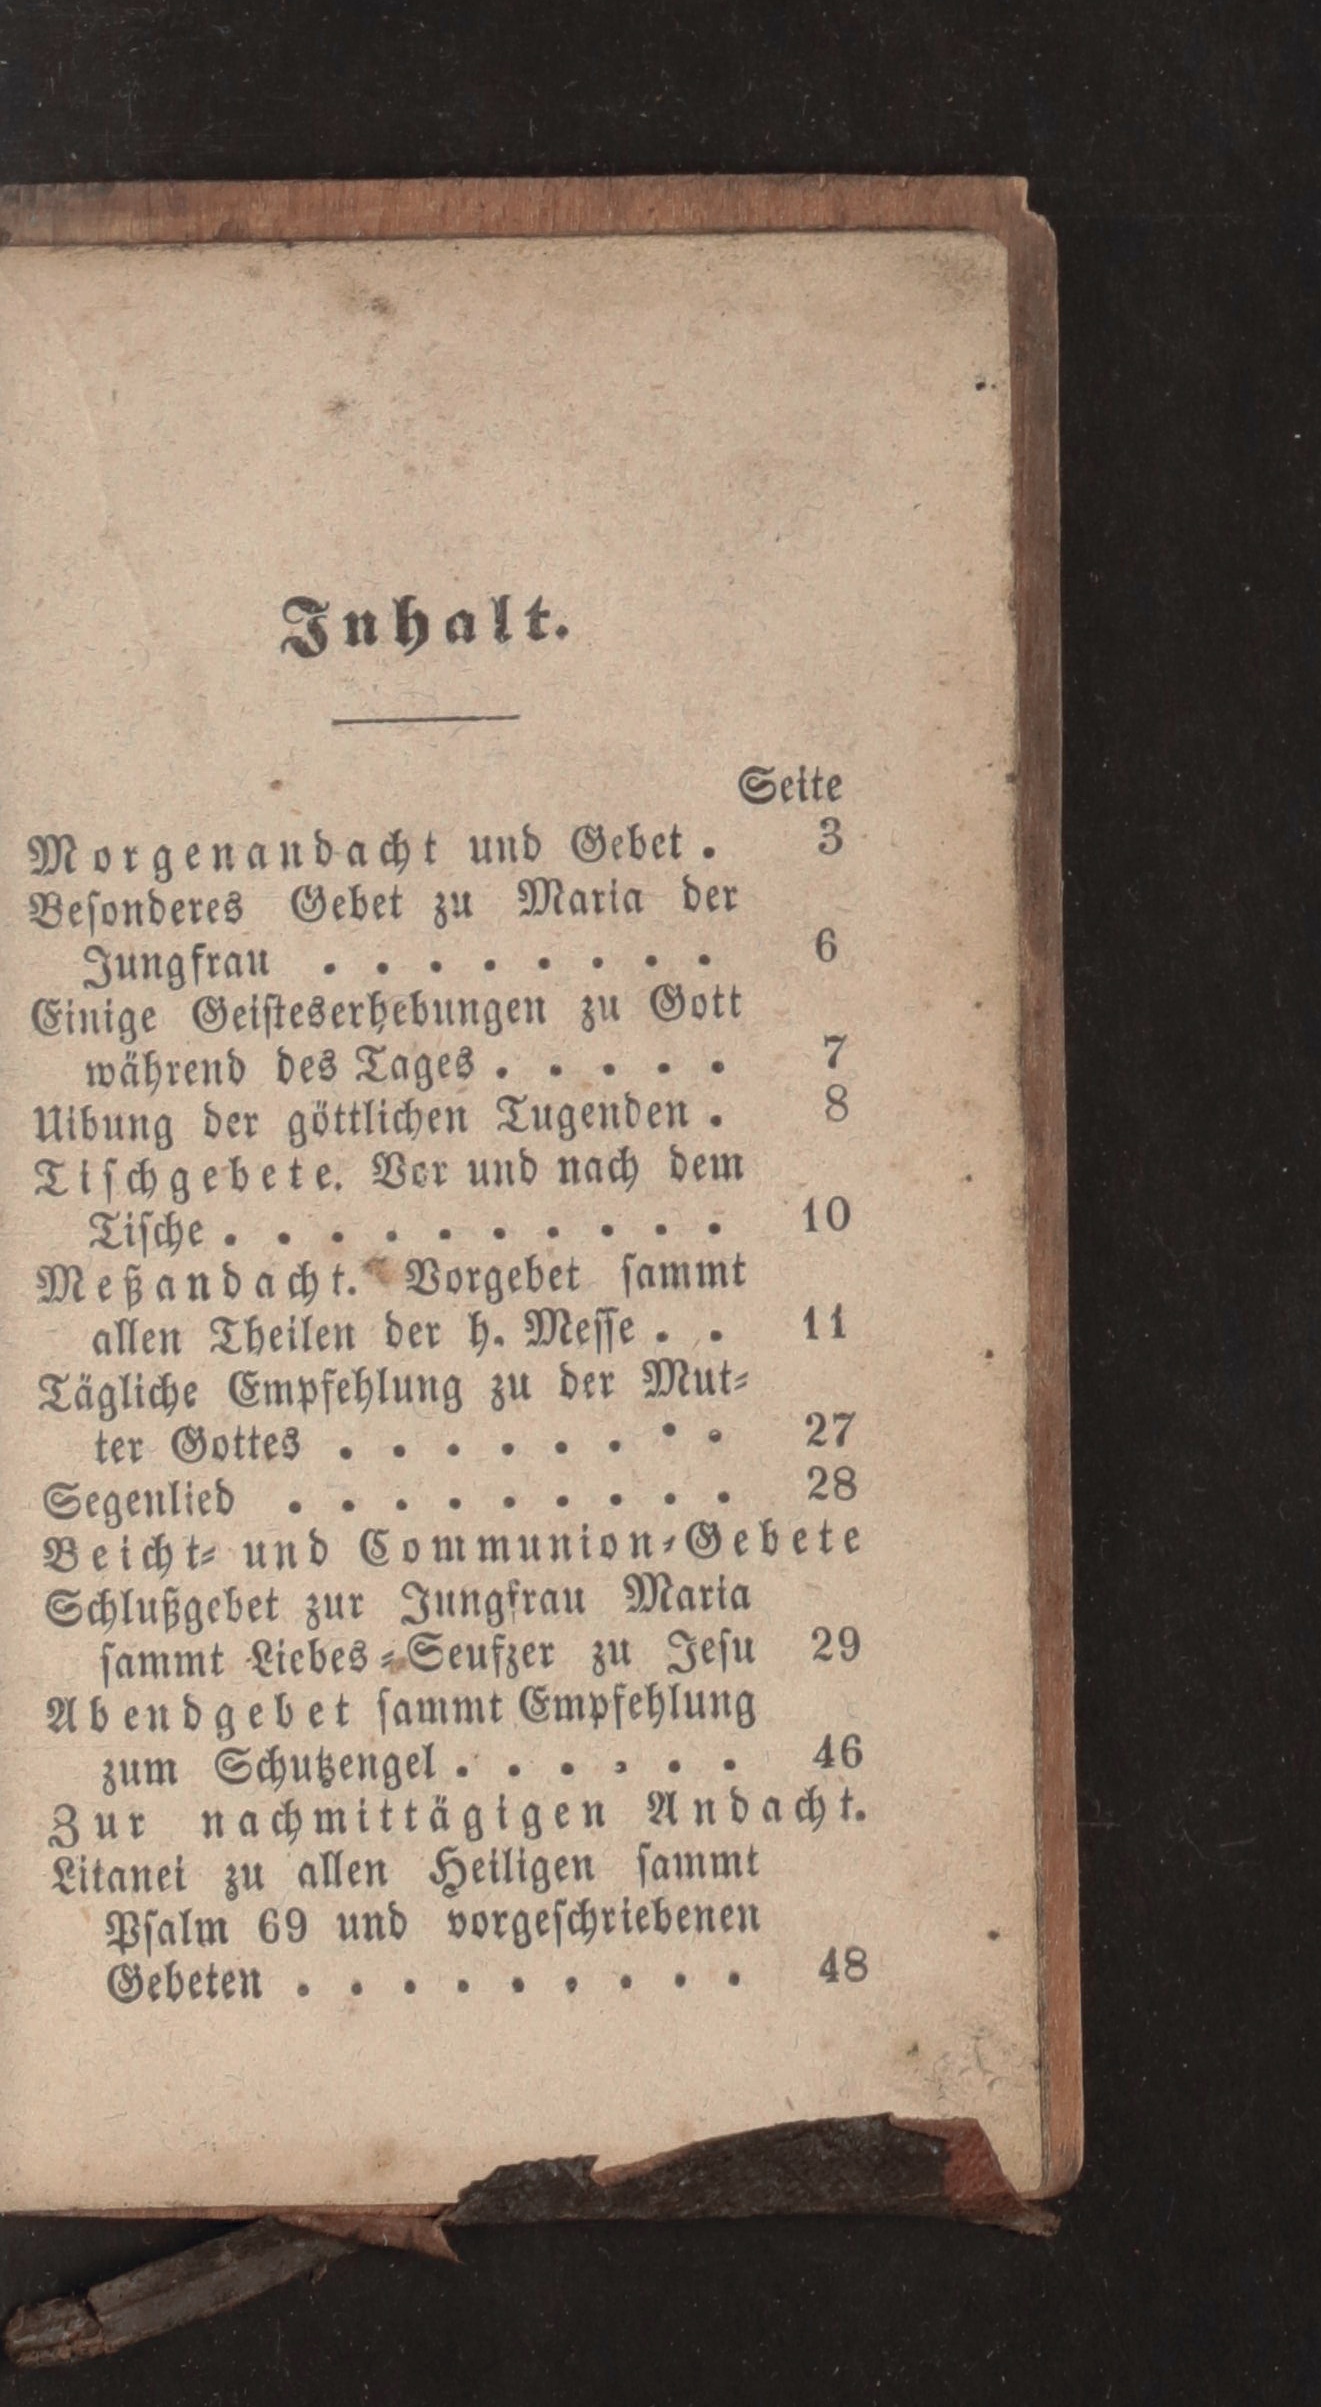 Inhalt.
Seite
Morgenandacht und Gebet . 3
Besonderes Gebet zu Maria der
Jungfrau . . . . . . . . 6
Einige Geisteserhebungen zu Gott
während des Tages . . . . . 7
Uibung der göttlichen Tugenden . 8
Tischgebete. Vor und nach dem
Tische . . . . . . . . . . 10
Meßandacht. Vorgebet sammt
allen Theilen der h. Messe . . 11
Tägliche Empfehlung zu der Mut-
ter Gottes . . . . . . . . 27
Segenlied . . . . . . . . . 28
Beicht- und Communion-Gebete
Schlußgebet zur Jungfrau Maria
sammt Liebes-Seufzer zu Jesu 29
Abendgebet sammt Empfehlung
zum Schutzengel . . . . . . 46
Zur nachmittägigen Andacht.
Litanei zu allen Heiligen sammt
Psalm 69 und vorgeschriebenen
Gebeten . . . . . . . . . 48